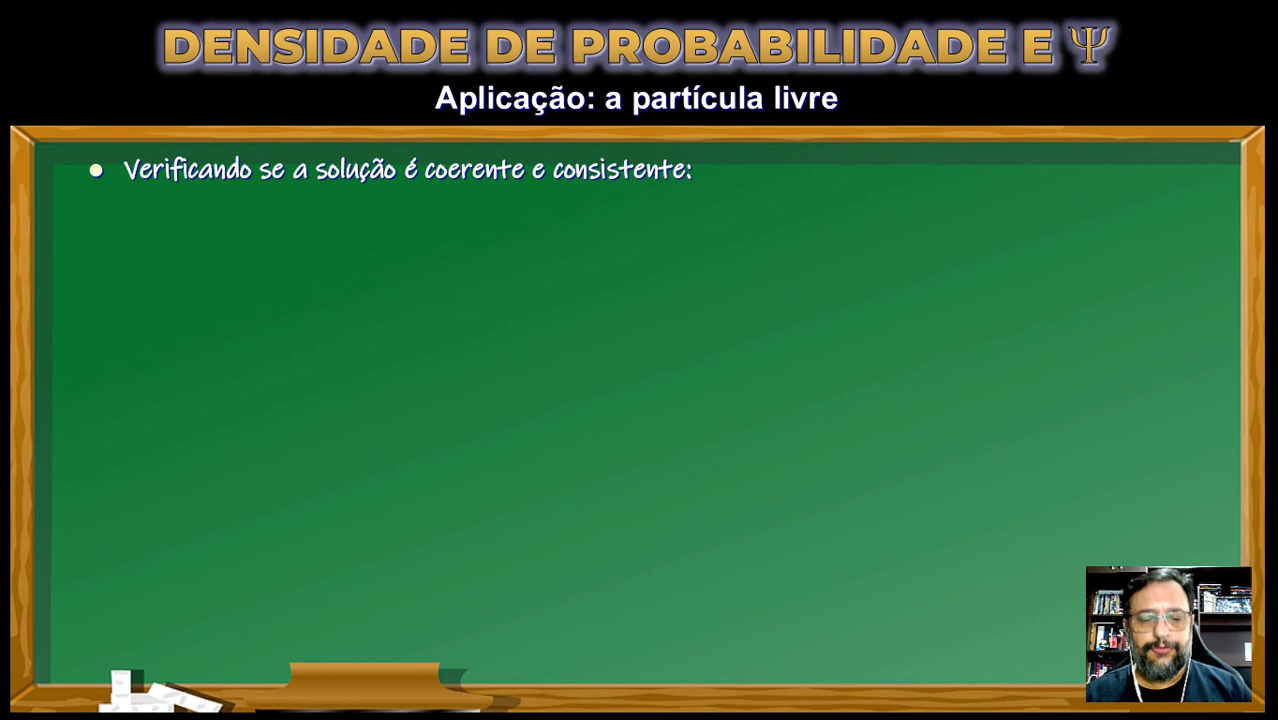 DENSIDADE DE PROBABILIDADE E Ψ
Aplicação: a partícula livre
● Verificando se a solução é coerente e consistente: